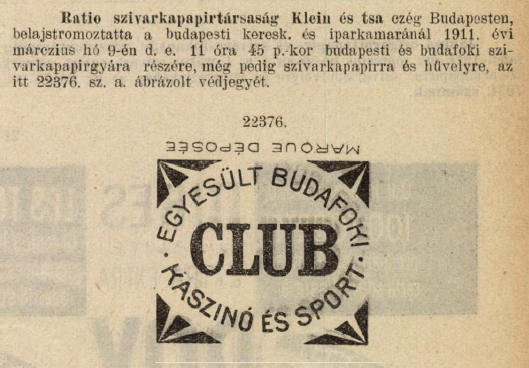 Ratio szivarkapapirtársaság Klein és tsa czég Budapesten,
belajstromoztatta a budapesti keresk. és iparkamaránál 1911. évi
márczius hó 9-én d. e. 11 óra 45 p.-kor budapesti és budafoki szi-
varkapapirgyára részére, még pedig szivarkapapirra és hüvelyre, az
itt 22376. sz. a. ábrázolt védjegyét.
22376.
MARQUE DÉPOSÉE
· EGYESÜLT BUDAFOKI ·
CLUB
KASZINÓ ÉS SPORT